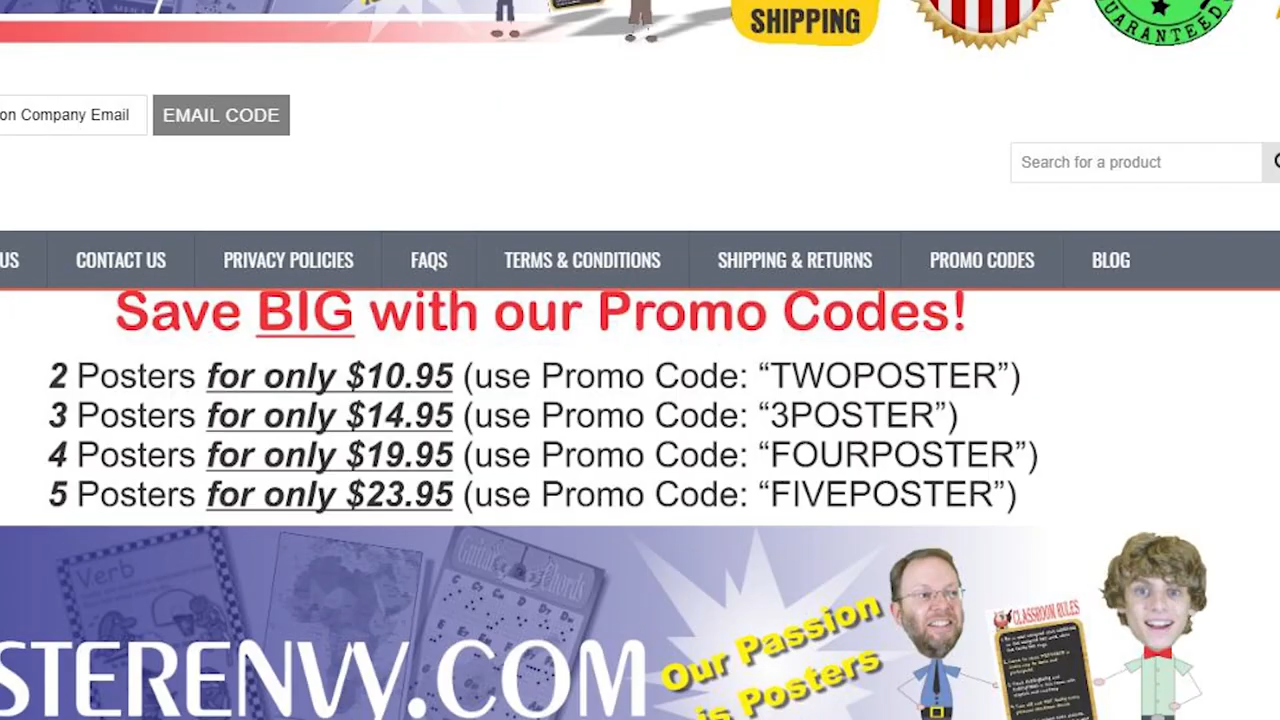 SHIPPING
GUARANTEED
on Company Email
EMAIL CODE
Search for a product
US
CONTACT US
PRIVACY POLICIES
FAQS
TERMS & CONDITIONS
SHIPPING & RETURNS
PROMO CODES
BLOG
Save BIG with our Promo Codes!
2 Posters for only $10.95 (use Promo Code: “TWOPOSTER”)
3 Posters for only $14.95 (use Promo Code: “3POSTER”)
4 Posters for only $19.95 (use Promo Code: “FOURPOSTER”)
5 Posters for only $23.95 (use Promo Code: “FIVEPOSTER”)
Verb
Guitar Chords
CLASSROOM RULES
Our Passion
is Posters
STERENVY.COM